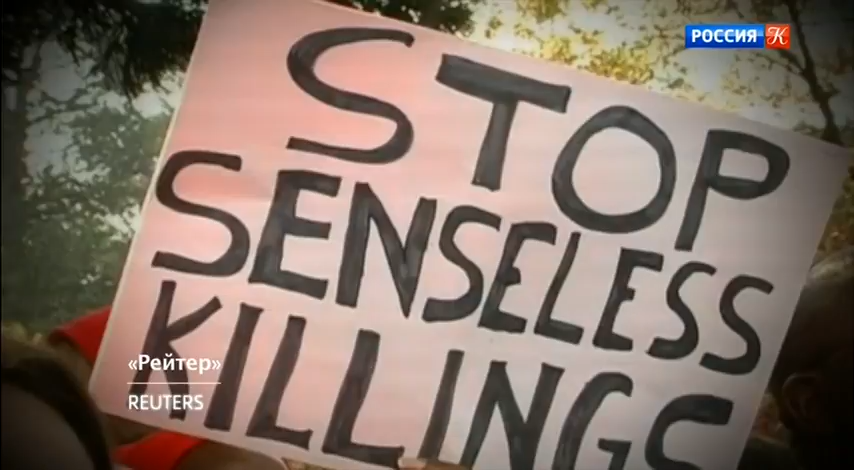 РОССИЯ К
STOP
SENSELESS
KILLINGS
«Рейтер»
REUTERS